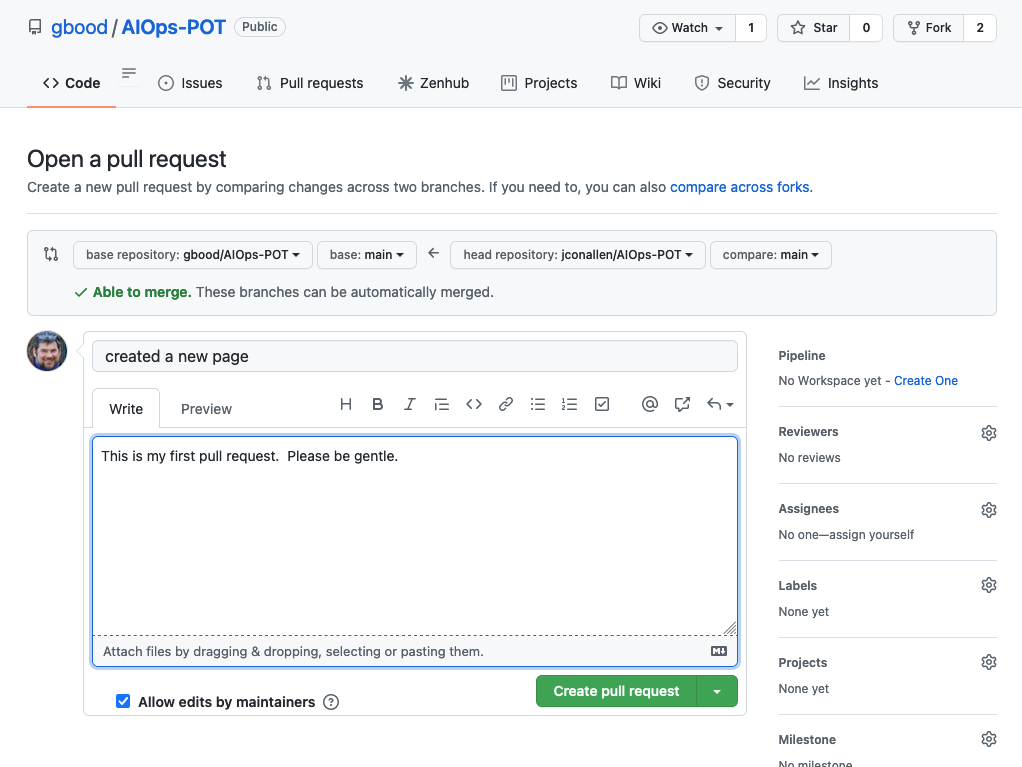 gbood / AIOps-POT Public
Watch 1 Star 0 Fork 2
Code Issues Pull requests Zenhub Projects Wiki Security Insights
Open a pull request
Create a new pull request by comparing changes across two branches. If you need to, you can also compare across forks.
base repository: gbood/AIOps-POT base: main ← head repository: jconallen/AIOps-POT compare: main
Able to merge. These branches can be automatically merged.
created a new page
Write Preview
This is my first pull request.  Please be gentle.
Attach files by dragging & dropping, selecting or pasting them.
Allow edits by maintainers
Create pull request
Pipeline
No Workspace yet - Create One
Reviewers
No reviews
Assignees
No one—assign yourself
Labels
None yet
Projects
None yet
Milestone
No milestone